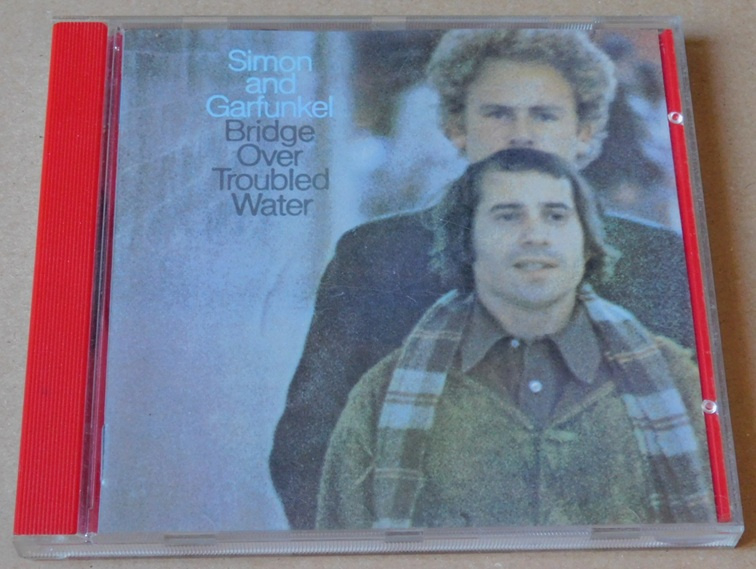 Simon
and
Garfunkel
Bridge
Over
Troubled
Water